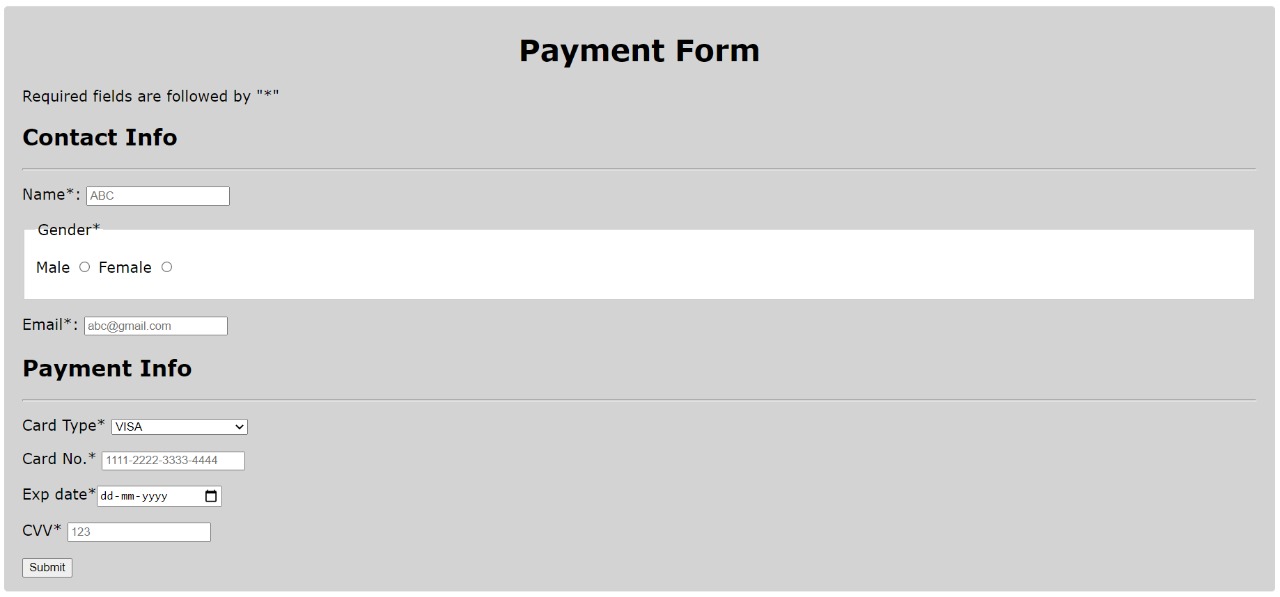 Payment Form
Required fields are followed by "*"
Contact Info
Name*: ABC
Gender*
Male Female
Email*: abc@gmail.com
Payment Info
Card Type* VISA
Card No.* 1111-2222-3333-4444
Exp date* dd-mm-yyyy
CVV* 123
Submit